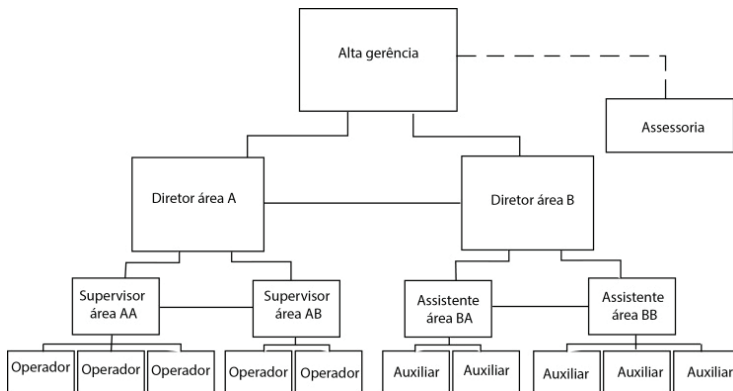 Alta gerência
Assessoria
Diretor área A
Diretor área B
Supervisor
área AA
Supervisor
área AB
Assistente
área BA
Assistente
área BB
Operador
Operador
Operador
Operador
Operador
Auxiliar
Auxiliar
Auxiliar
Auxiliar
Auxiliar